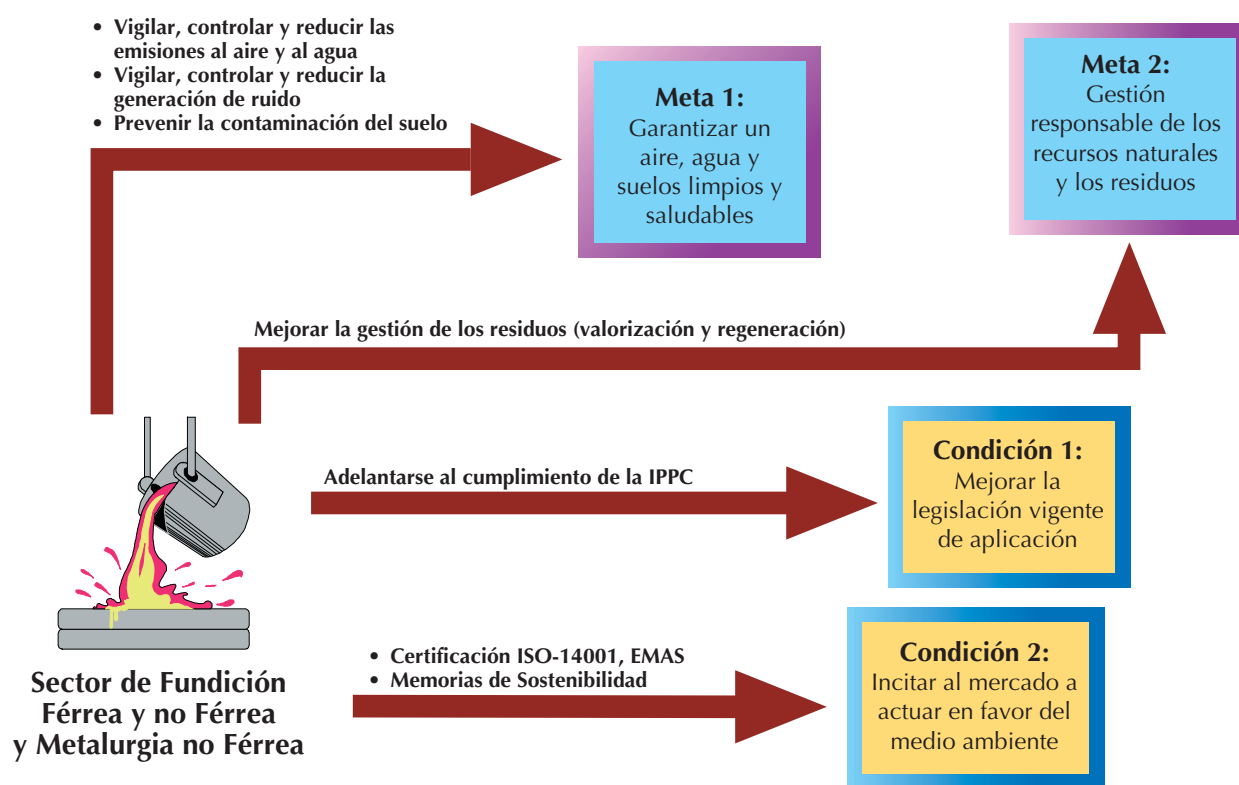 • Vigilar, controlar y reducir las
emisiones al aire y al agua
• Vigilar, controlar y reducir la
generación de ruido
• Prevenir la contaminación del suelo
Meta 1:
Garantizar un
aire, agua y
suelos limpios y
saludables
Meta 2:
Gestión
responsable de los
recursos naturales
y los residuos
Mejorar la gestión de los residuos (valorización y regeneración)
Adelantarse al cumplimiento de la IPPC
Condición 1:
Mejorar la
legislación vigente
de aplicación
• Certificación ISO-14001, EMAS
• Memorias de Sostenibilidad
Condición 2:
Incitar al mercado a
actuar en favor del
medio ambiente
Sector de Fundición
Férrea y no Férrea
y Metalurgia no Férrea